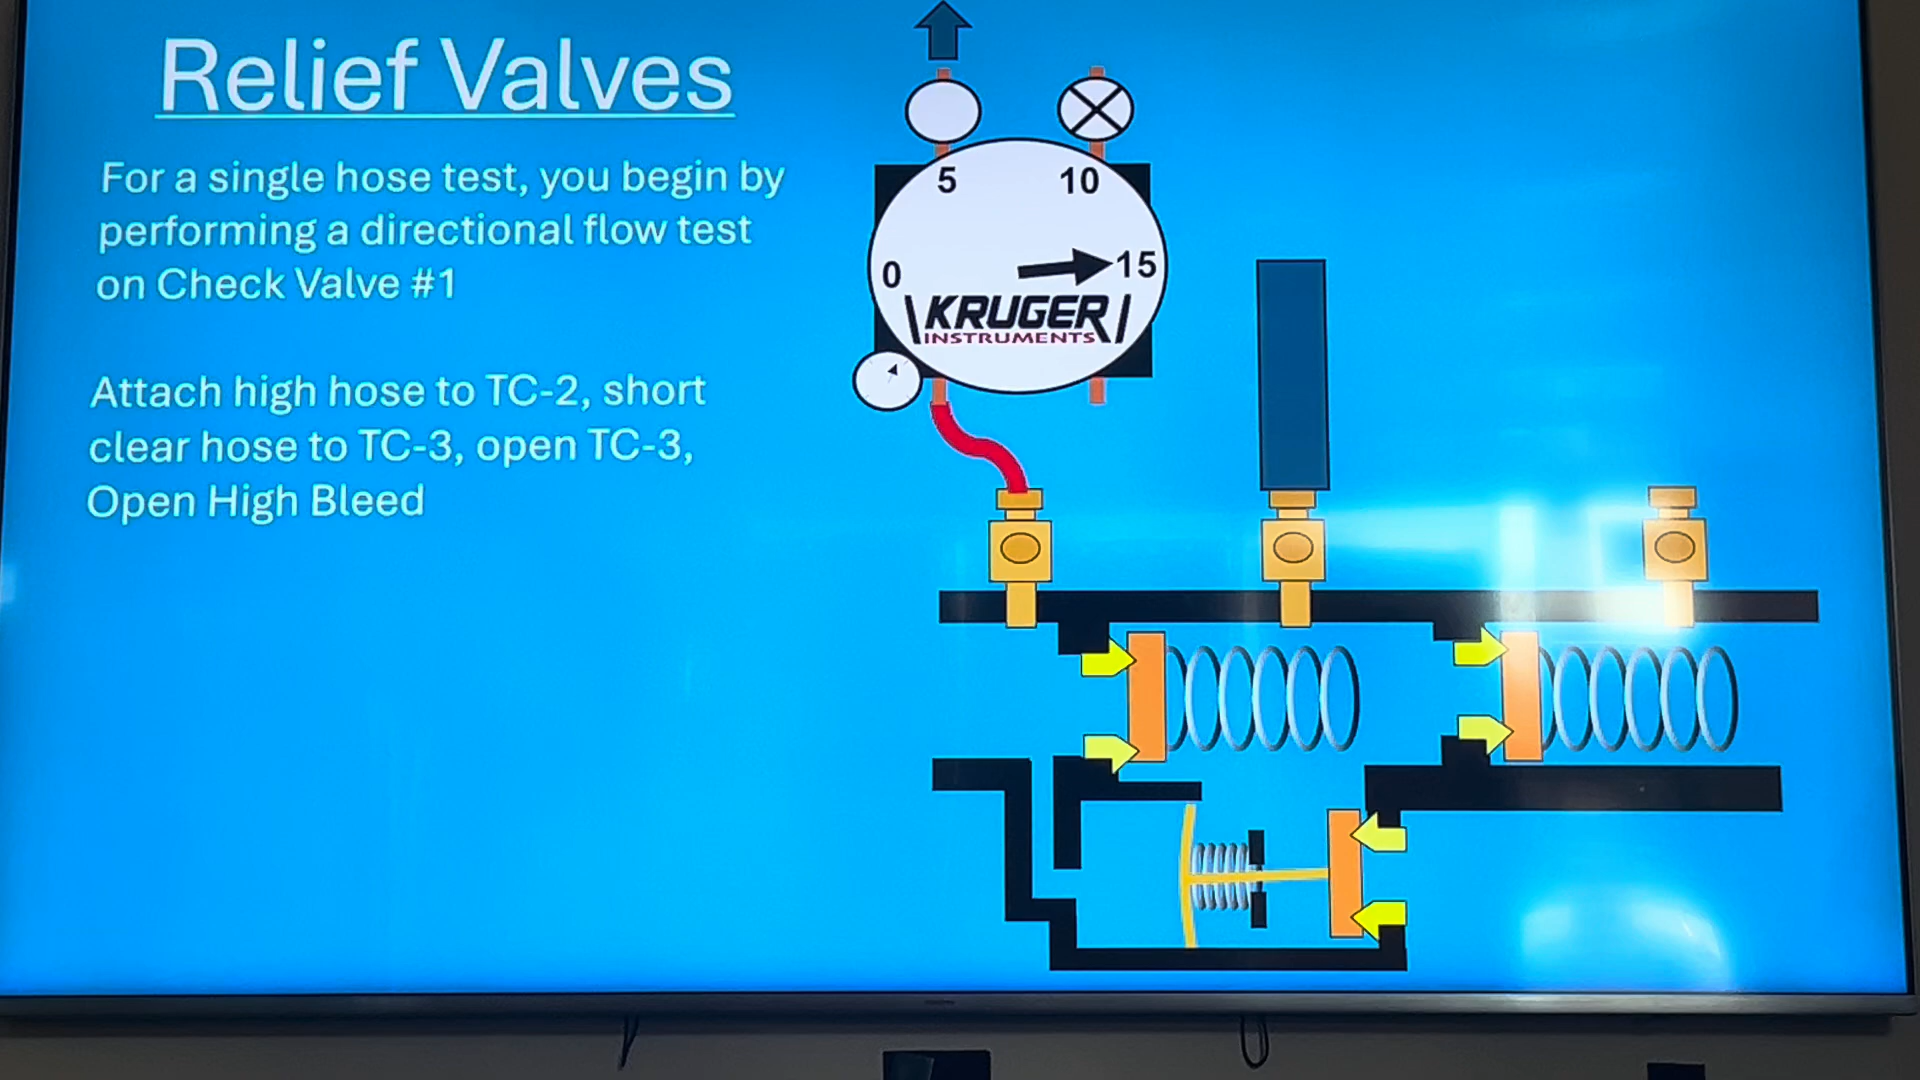 Relief Valves
For a single hose test, you begin by
performing a directional flow test
on Check Valve #1
Attach high hose to TC-2, short
clear hose to TC-3, open TC-3,
Open High Bleed
5 10
0 15
KRUGER
INSTRUMENTS